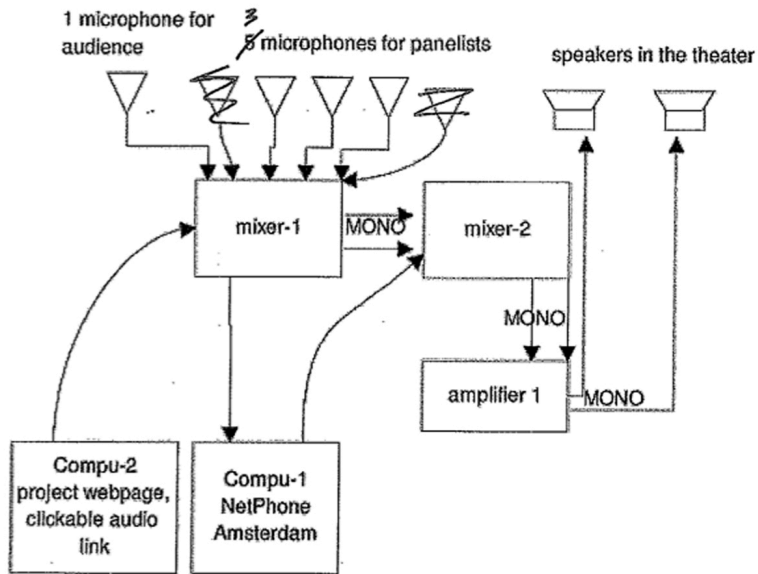 1 microphone for
audience
3
5 microphones for panelists
speakers in the theater
mixer-1
MONO
mixer-2
MONO
amplifier 1
MONO
Compu-2
project webpage,
clickable audio
link
Compu-1
NetPhone
Amsterdam